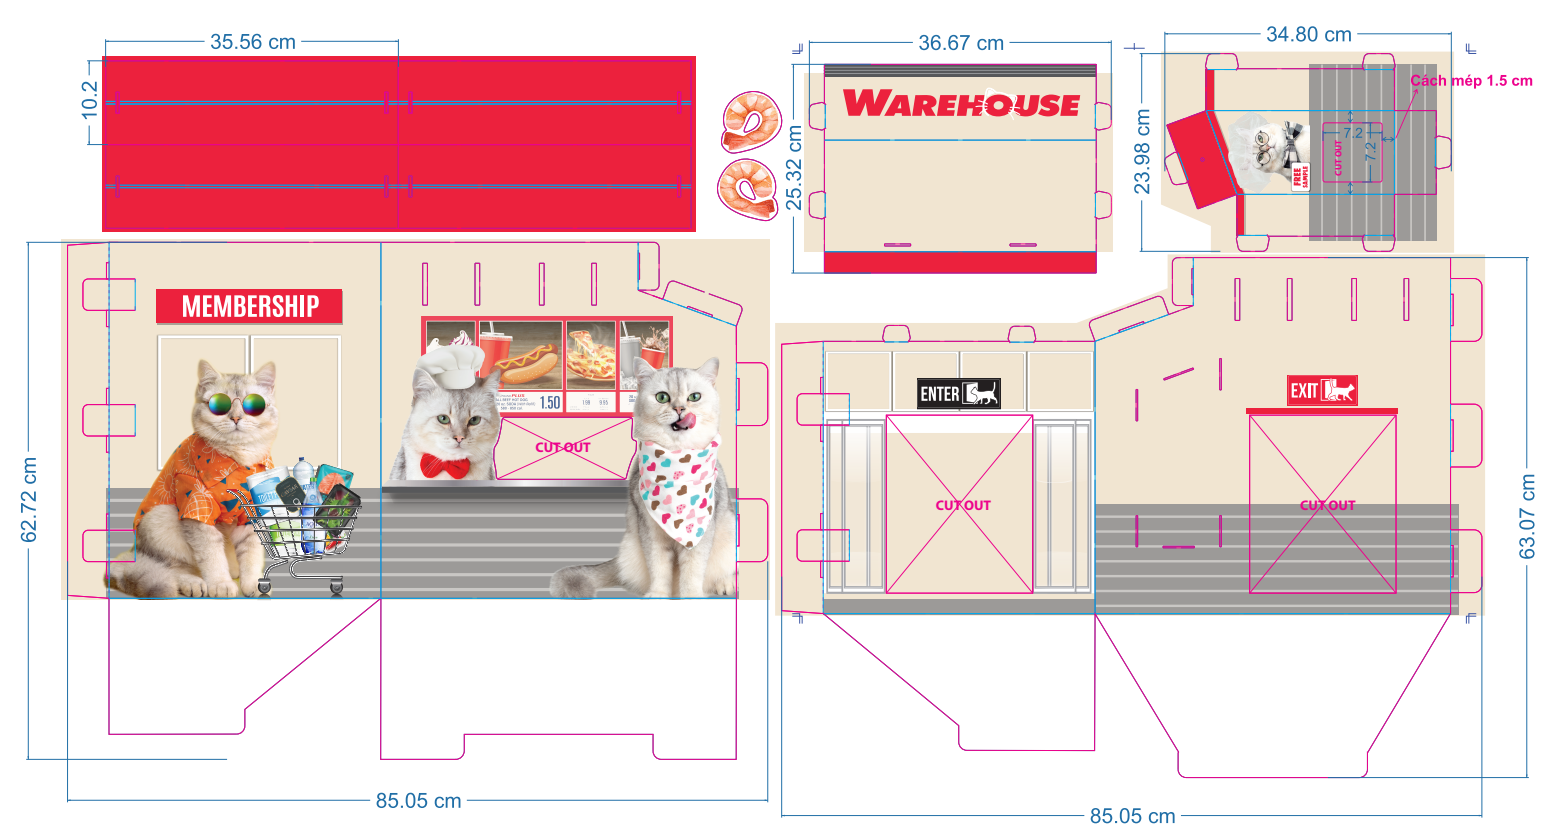 35.56 cm
10.2
36.67 cm
25.32 cm
WAREHOUSE
34.80 cm
23.98 cm
Cách mép 1.5 cm
7.2
7.2
CUT OUT
FREE
SAMPLE
62.72 cm
MEMBERSHIP
PLUS
1.50
CUT OUT
85.05 cm
ENTER
CUT OUT
EXIT
CUT OUT
63.07 cm
85.05 cm